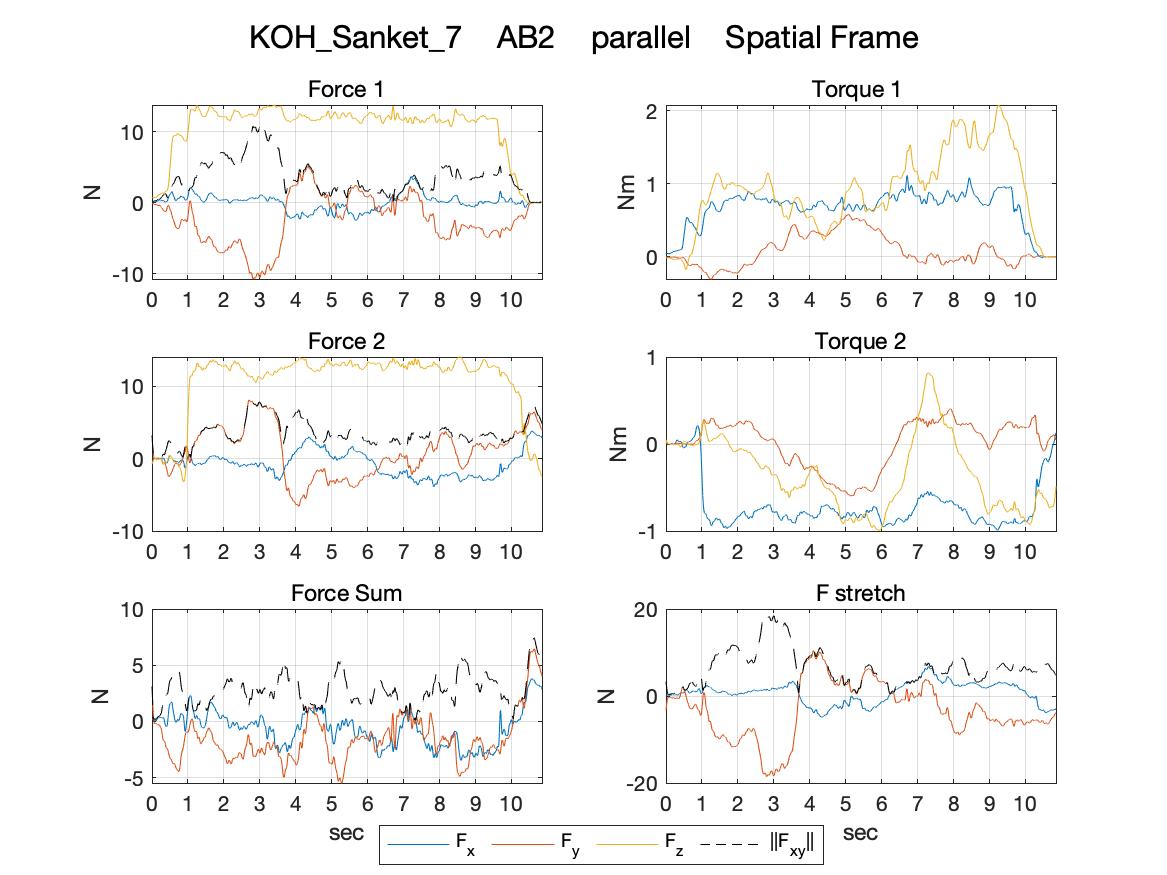 KOH_Sanket_7 AB2 parallel Spatial Frame
Force 1
N
10
0
-10
0 1 2 3 4 5 6 7 8 9 10
Torque 1
Nm
2
1
0
0 1 2 3 4 5 6 7 8 9 10
Force 2
N
10
0
-10
0 1 2 3 4 5 6 7 8 9 10
Torque 2
Nm
1
0
-1
0 1 2 3 4 5 6 7 8 9 10
Force Sum
N
10
5
0
-5
0 1 2 3 4 5 6 7 8 9 10
sec
F stretch
N
20
0
-20
0 1 2 3 4 5 6 7 8 9 10
sec
F_x F_y F_z ||F_xy||